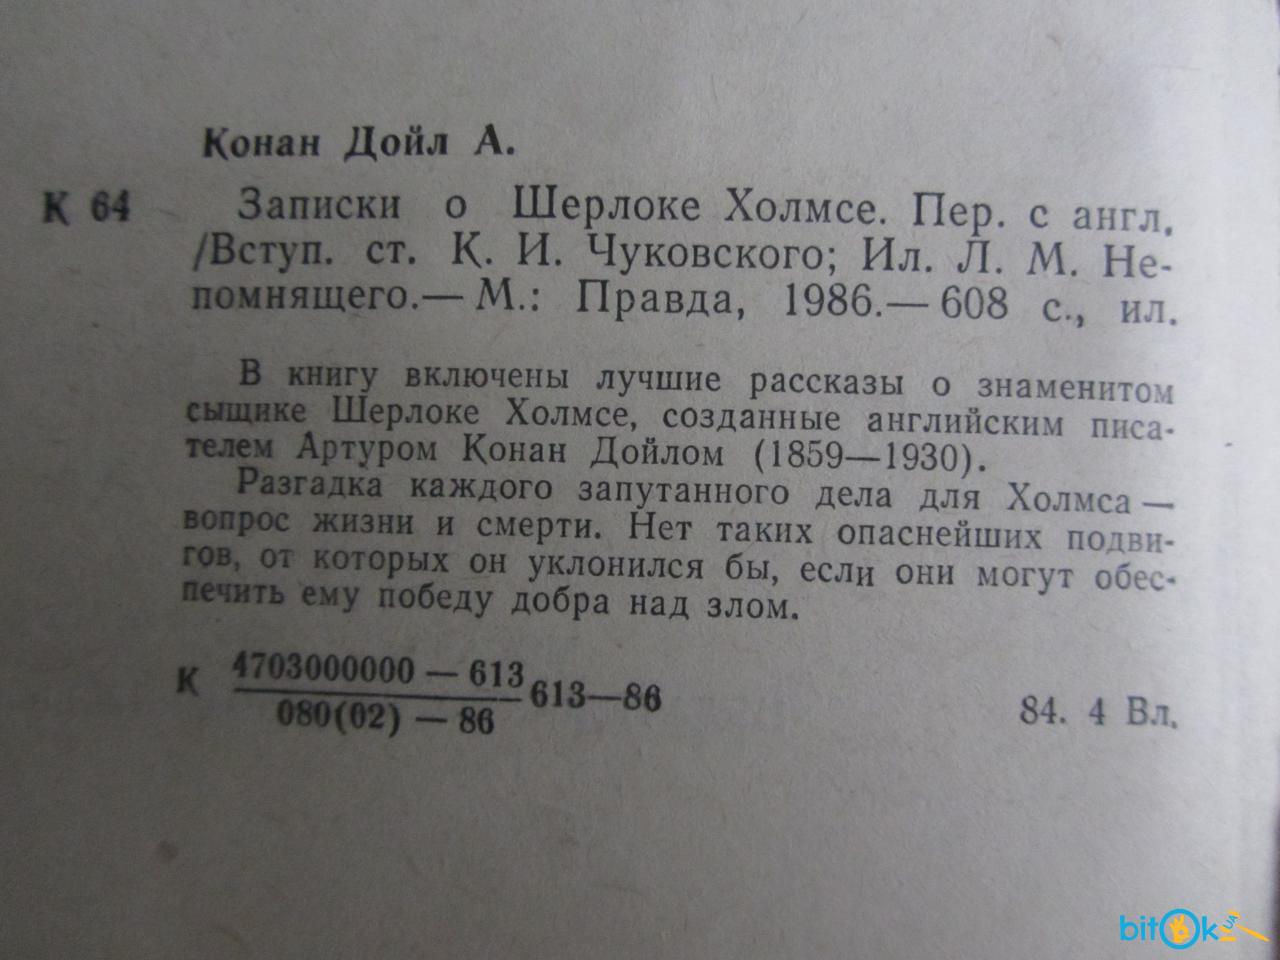 Конан Дойл А.
К 64 Записки о Шерлоке Холмсе. Пер. с англ.
/Вступ. ст. К. И. Чуковского; Ил. Л. М. Не-
помнящего.— М.: Правда, 1986.— 608 с., ил.
В книгу включены лучшие рассказы о знаменитом
сыщике Шерлоке Холмсе, созданные английским писа-
телем Артуром Конан Дойлом (1859—1930).
Разгадка каждого запутанного дела для Холмса —
вопрос жизни и смерти. Нет таких опаснейших подви-
гов, от которых он уклонился бы, если они могут обес-
печить ему победу добра над злом.
К 4703000000 — 613
080(02) — 86
613—86
84. 4 Вл.
bitOk UA